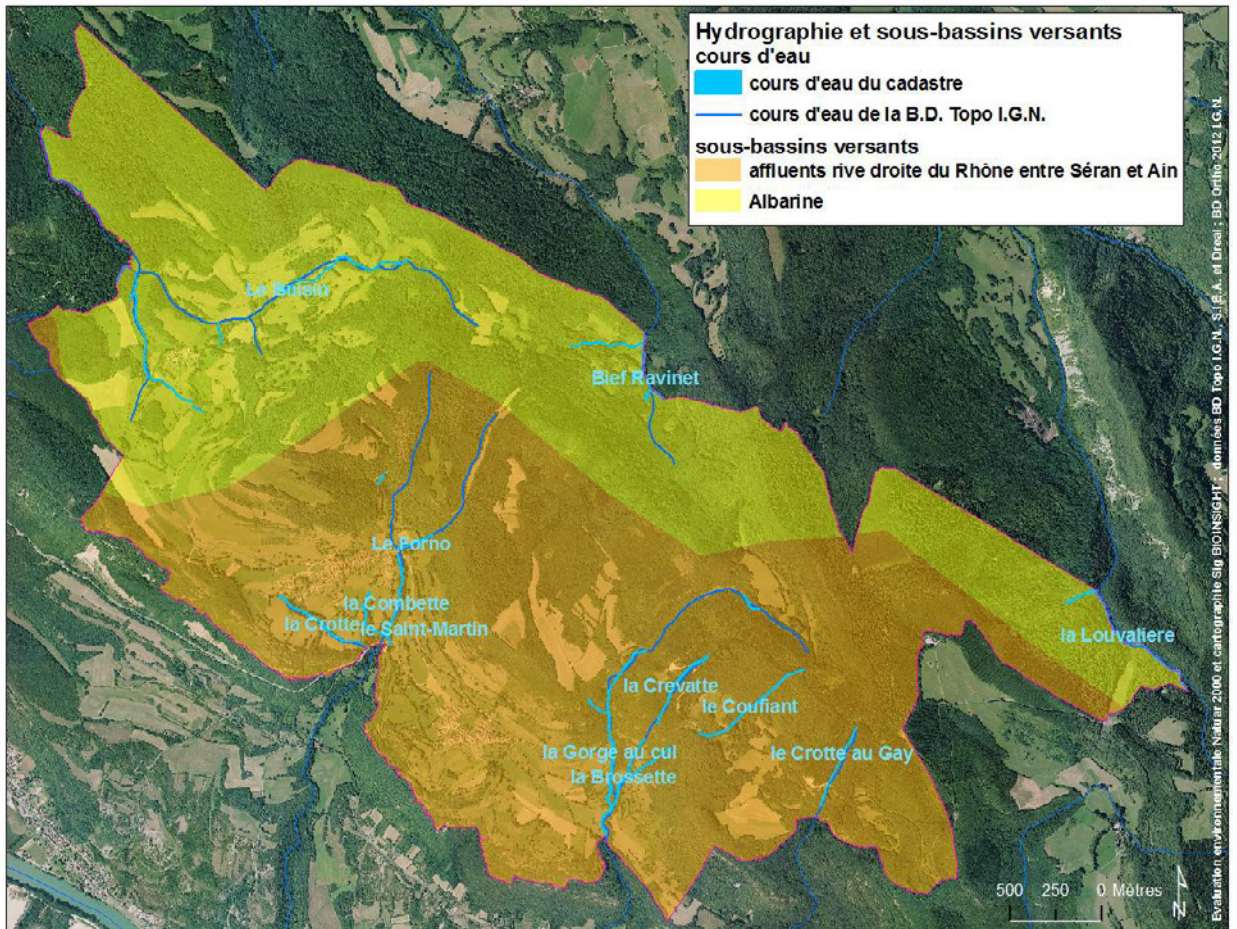 Hydrographie et sous-bassins versants
cours d'eau
cours d'eau du cadastre
cours d'eau de la B.D. Topo I.G.N.
sous-bassins versants
affluents rive droite du Rhône entre Séran et Ain
Albarine
Le Buisin
Bief Ravinet
Le Forno
la Combette
la Crotte
le Saint-Martin
la Louvaliere
la Crevatte
le Coufiant
la Gorge au cul
la Brossette
le Crotte au Gay
500 250 0 Mètres
N
Evaluation environnementale Natuar 2000 et cartographie Sig BIOINSIGHT ; données BD Topo I.G.N., S.I.E.A. et Dreal ; BD Ortho 2012 I.G.N.